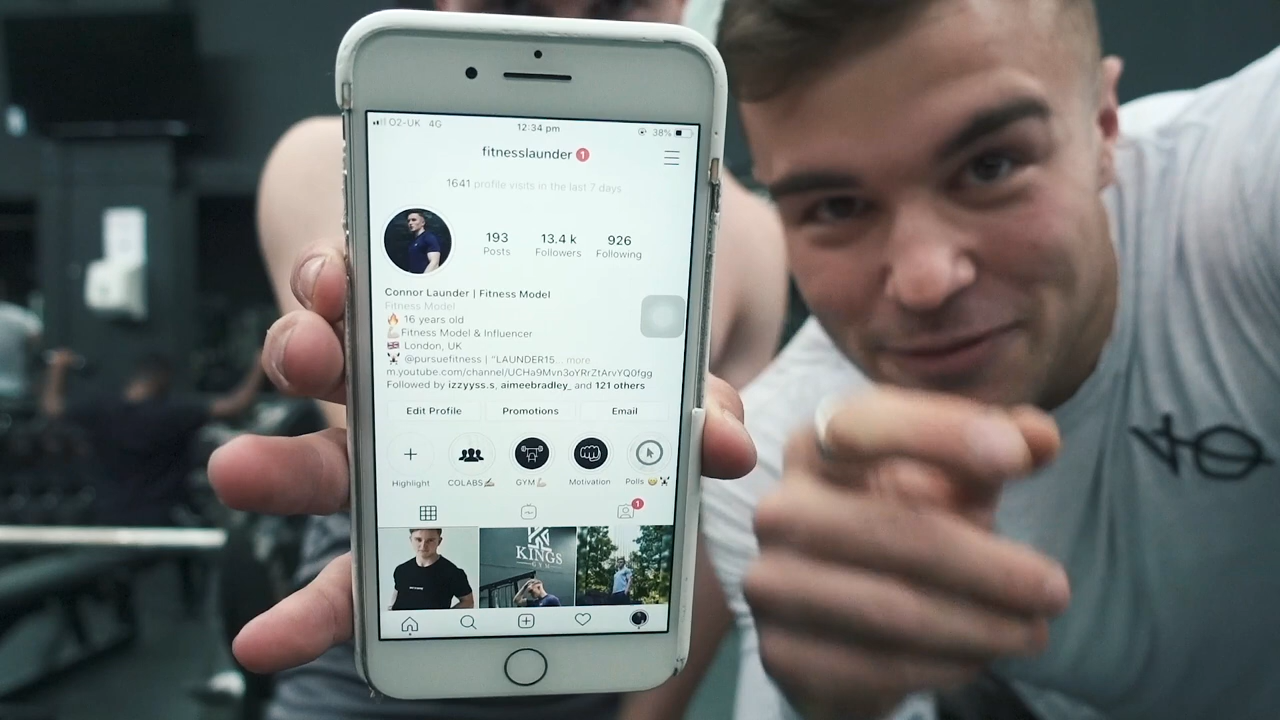 O2-UK 4G 12:34 pm 38%
fitnesslaunder 1
1641 profile visits in the last 7 days
193 13.4 k 926
Posts Followers Following
Connor Launder | Fitness Model
Fitness Model
🔥 16 years old
💪🏻Fitness Model & Influencer
🇬🇧 London, UK
@pursuefitness | "LAUNDER15... more
m.youtube.com/channel/UCHa9Mvn3oYRrZtArvYQ0fgg
Followed by izzyyss.s, aimeebradley_ and 121 others
Edit Profile Promotions Email
Highlight COLABS✍🏻 GYM💪🏻 Motivation Polls
1
KINGS
GYM